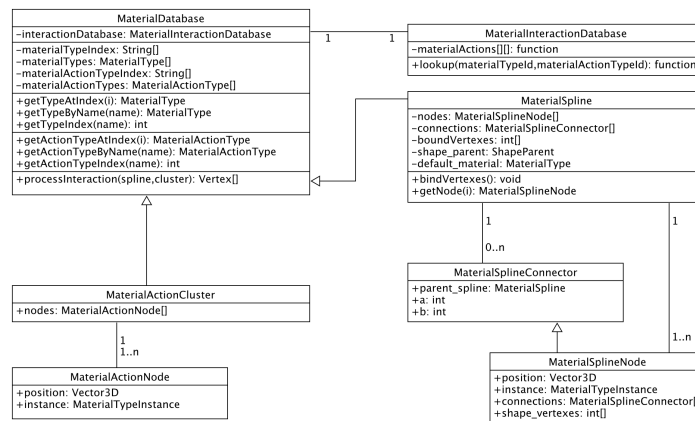 MaterialDatabase
-interactionDatabase: MaterialInteractionDatabase
-materialTypeIndex: String[]
-materialTypes: MaterialType[]
-materialActionTypeIndex: String[]
-materialActionTypes: MaterialActionType[]
+getTypeAtIndex(i): MaterialType
+getTypeByName(name): MaterialType
+getTypeIndex(name): int
+getActionTypeAtIndex(i): MaterialActionType
+getActionTypeByName(name): MaterialActionType
+getActionTypeIndex(name): int
+processInteraction(spline,cluster): Vertex[]
1 1
MaterialInteractionDatabase
-materialActions[][]: function
+lookup(materialTypeId,materialActionTypeId): function
MaterialSpline
-nodes: MaterialSplineNode[]
-connections: MaterialSplineConnector[]
-boundVertexes: int[]
-shape_parent: ShapeParent
-default_material: MaterialType
+bindVertexes(): void
+getNode(i): MaterialSplineNode
1
0..n
1
1..n
MaterialSplineConnector
+parent_spline: MaterialSpline
+a: int
+b: int
MaterialActionCluster
+nodes: MaterialActionNode[]
1
1..n
MaterialActionNode
+position: Vector3D
+instance: MaterialTypeInstance
MaterialSplineNode
+position: Vector3D
+instance: MaterialTypeInstance
+connections: MaterialSplineConnector[
+shape_vertexes: int[]